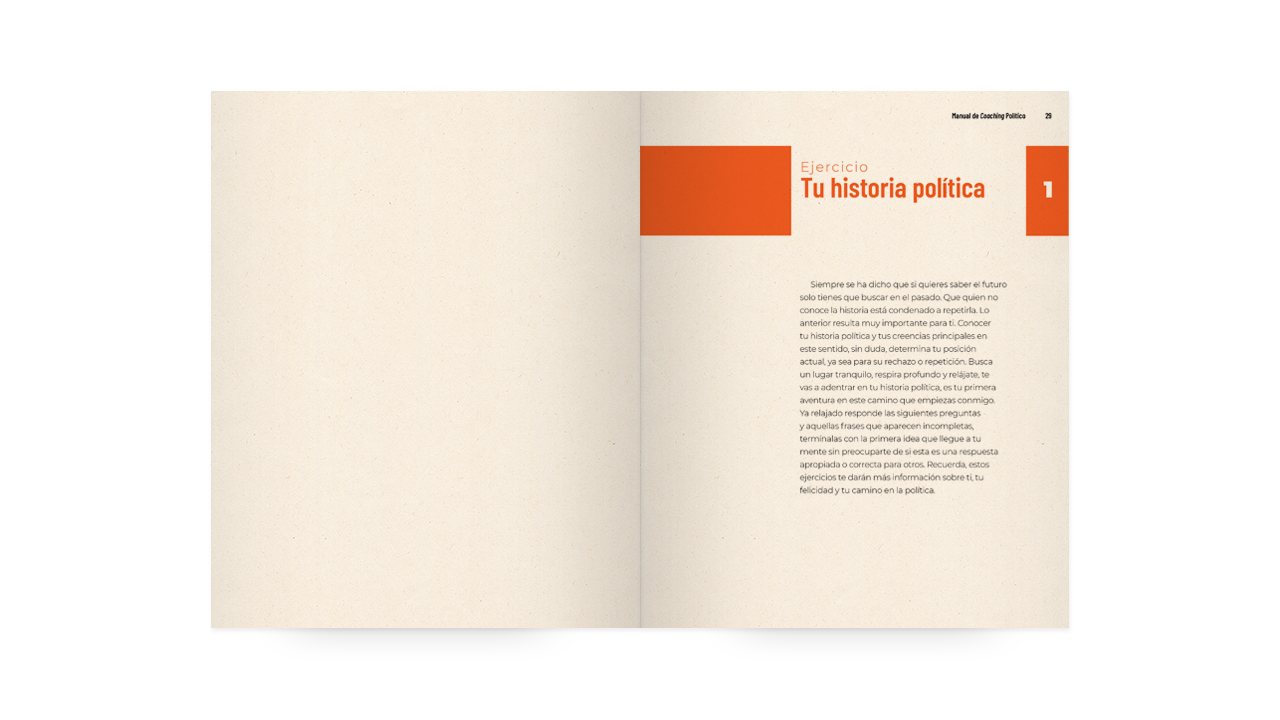 Manual de Coaching Político 29
Ejercicio
Tu historia política
1
Siempre se ha dicho que si quieres saber el futuro
solo tienes que buscar en el pasado. Que quien no
conoce la historia está condenado a repetirla. Lo
anterior resulta muy importante para ti. Conocer
tu historia política y tus creencias principales en
este sentido, sin duda, determina tu posición
actual, ya sea para su rechazo o repetición. Busca
un lugar tranquilo, respira profundo y relájate, te
vas a adentrar en tu historia política, es tu primera
aventura en este camino que empiezas conmigo.
Ya relajado responde las siguientes preguntas
y aquellas frases que aparecen incompletas,
termínalas con la primera idea que llegue a tu
mente sin preocuparte de si esta es una respuesta
apropiada o correcta para otros. Recuerda, estos
ejercicios te darán más información sobre ti, tu
felicidad y tu camino en la política.